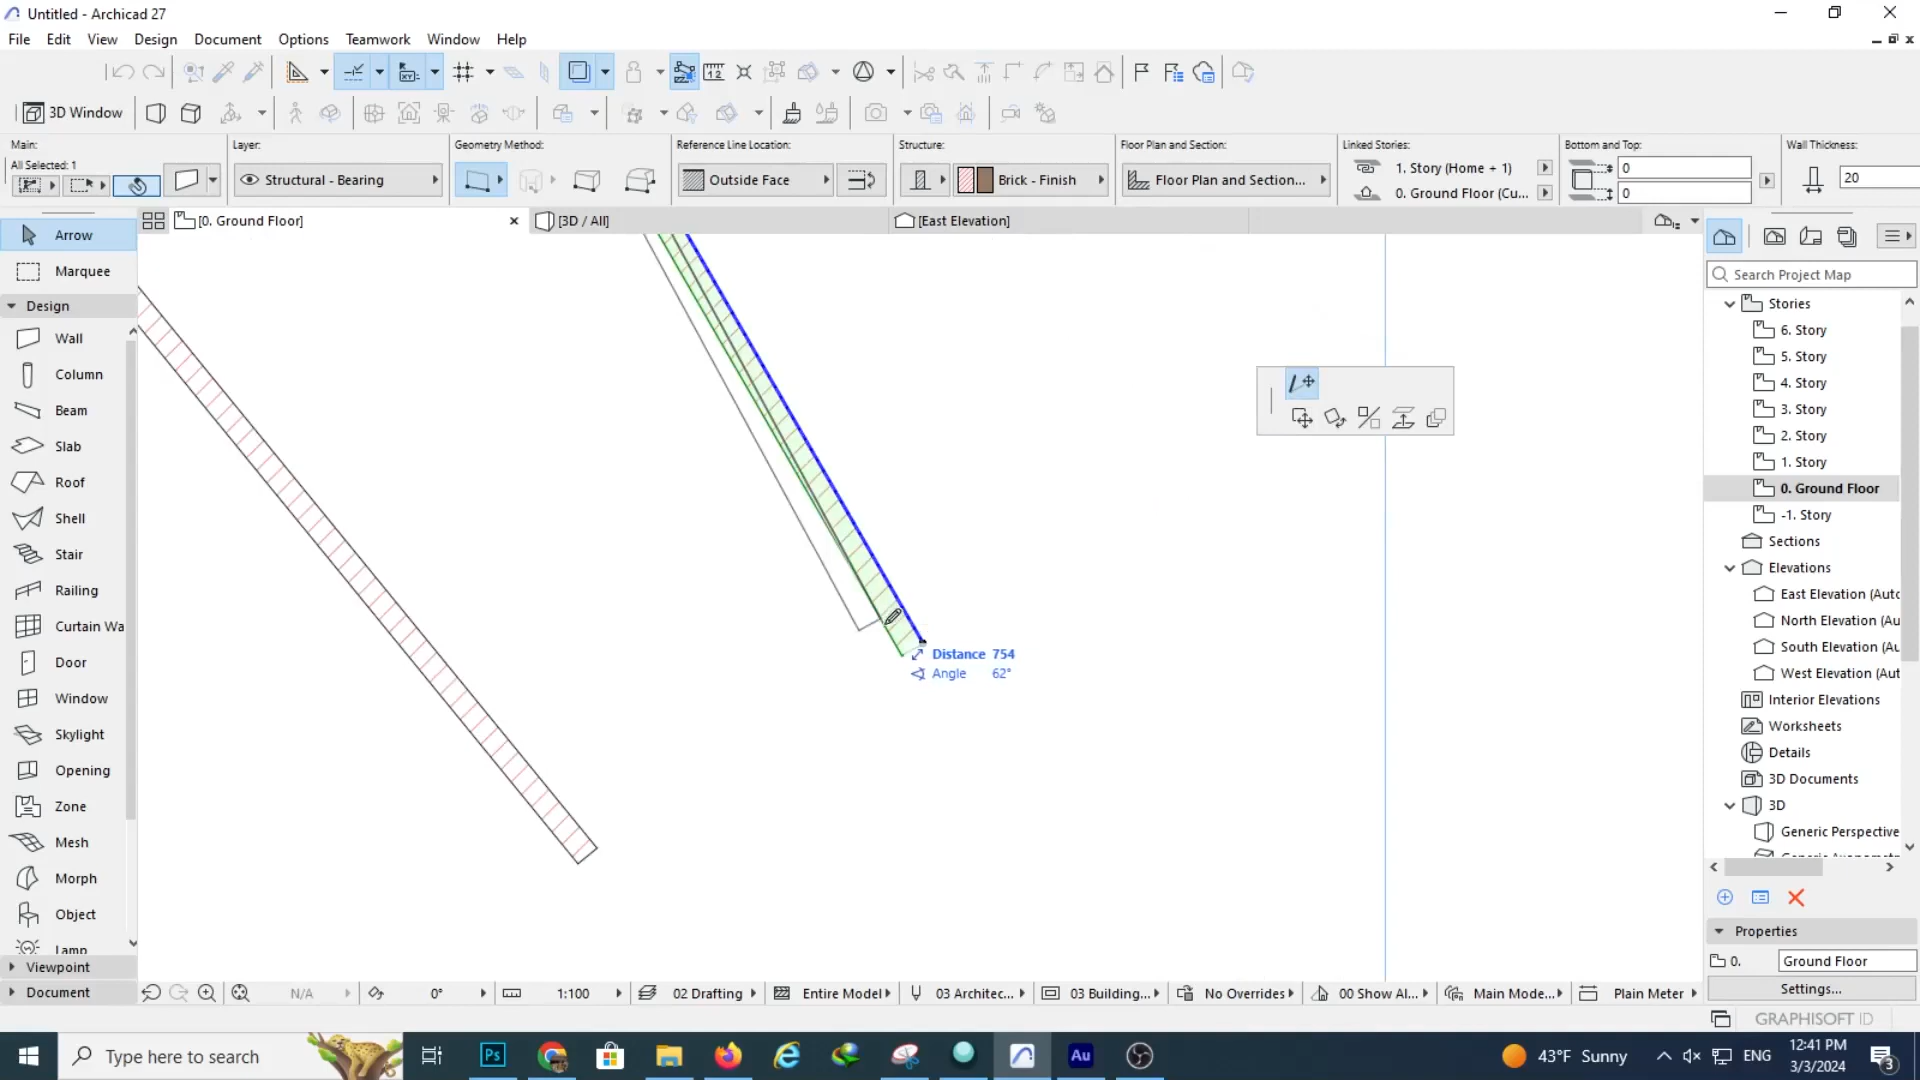 Untitled - Archicad 27
File Edit View Design Document Options Teamwork Window Help
3D Window
Main:
All Selected: 1
Layer:
Structural - Bearing
Geometry Method:
Reference Line Location:
Outside Face
Structure:
Brick - Finish
Floor Plan and Section:
Floor Plan and Section...
Linked Stories:
1. Story (Home + 1)
0. Ground Floor (Cu...
Bottom and Top:
0
0
Wall Thickness:
20
[0. Ground Floor]
[3D / All]
[East Elevation]
Arrow
Marquee
Design
Wall
Column
Beam
Slab
Roof
Shell
Stair
Railing
Curtain Wa
Door
Window
Skylight
Opening
Zone
Mesh
Morph
Object
Lamp
Viewpoint
Document
Distance 754
Angle 62°
Search Project Map
Stories
6. Story
5. Story
4. Story
3. Story
2. Story
1. Story
0. Ground Floor
-1. Story
Sections
Elevations
East Elevation (Auto
North Elevation (Au
South Elevation (Au
West Elevation (Aut
Interior Elevations
Worksheets
Details
3D Documents
3D
Generic Perspective
Properties
0. Ground Floor
Settings...
N/A 0° 1:100 02 Drafting Entire Model 03 Architec... 03 Building... No Overrides 00 Show Al... Main Mode... Plain Meter
GRAPHISOFT ID
Type here to search
43°F Sunny
ENG
12:41 PM
3/3/2024
3